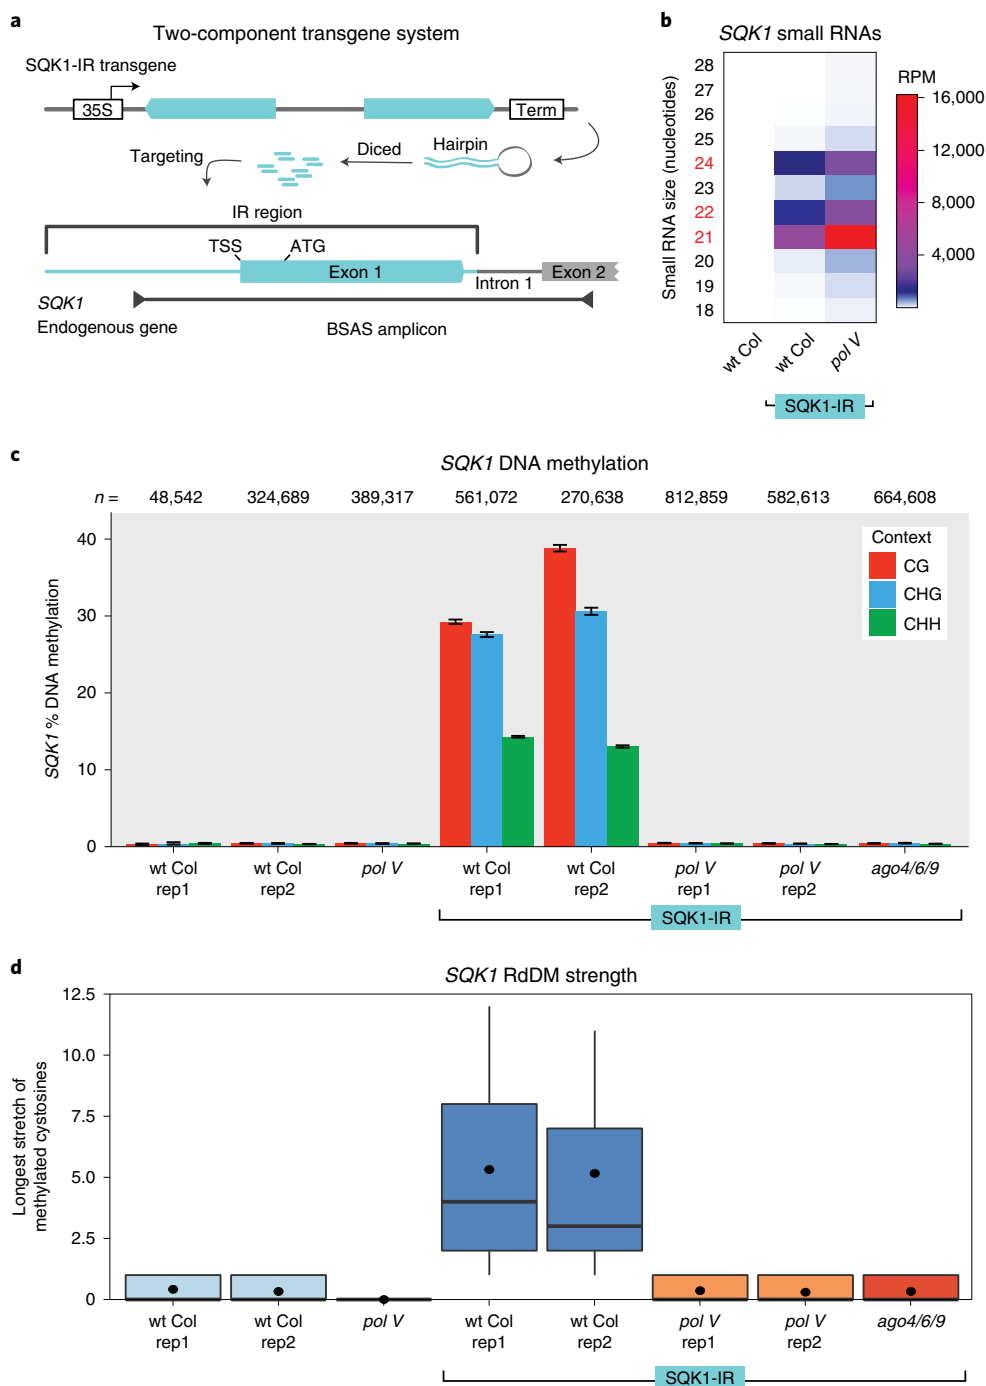 a
Two-component transgene system
SQK1-IR transgene
35S
Term
Targeting
Diced
Hairpin
IR region
TSS
ATG
Exon 1
Intron 1
Exon 2
SQK1
Endogenous gene
BSAS amplicon
b
SQK1 small RNAs
Small RNA size (nucleotides)
28
27
26
25
24
23
22
21
20
19
18
wt Col
wt Col
pol V
SQK1-IR
RPM
16,000
12,000
8,000
4,000
c
SQK1 DNA methylation
n = 48,542 324,689 389,317 561,072 270,638 812,859 582,613 664,608
SQK1 % DNA methylation
40
30
20
10
0
Context
CG
CHG
CHH
wt Col rep1
wt Col rep2
pol V
wt Col rep1
wt Col rep2
pol V rep1
pol V rep2
ago4/6/9
SQK1-IR
d
SQK1 RdDM strength
Longest stretch of
methylated cystosines
12.5
10.0
7.5
5.0
2.5
0
wt Col rep1
wt Col rep2
pol V
wt Col rep1
wt Col rep2
pol V rep1
pol V rep2
ago4/6/9
SQK1-IR